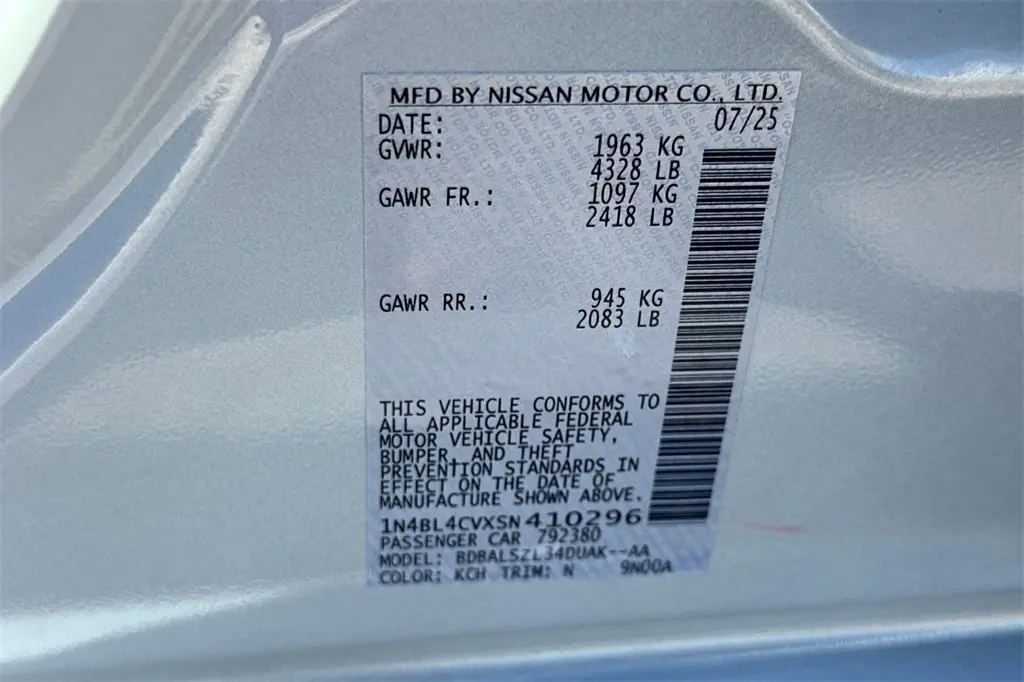 MFD BY NISSAN MOTOR CO., LTD.
DATE: 07/25
GVWR: 1963 KG
4328 LB
GAWR FR.: 1097 KG
2418 LB
GAWR RR.: 945 KG
2083 LB
THIS VEHICLE CONFORMS TO
ALL APPLICABLE FEDERAL
MOTOR VEHICLE SAFETY,
BUMPER, AND THEFT
PREVENTION STANDARDS IN
EFFECT ON THE DATE OF
MANUFACTURE SHOWN ABOVE.
1N4BL4CVXSN410296
PASSENGER CAR 792380
MODEL: BDBALSZL34DUAK--AA
COLOR: KCH TRIM: N 9N00A